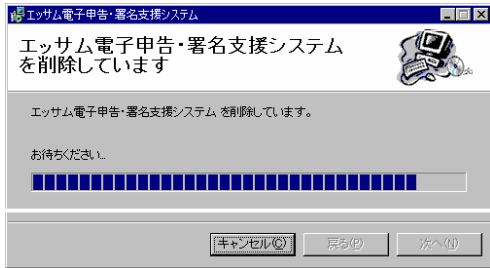 エッサム電子申告・署名支援システム
エッサム電子申告・署名支援システム
を削除しています
エッサム電子申告・署名支援システム を削除しています。
お待ちください...
キャンセル(C)
戻る(P)
次へ(N)